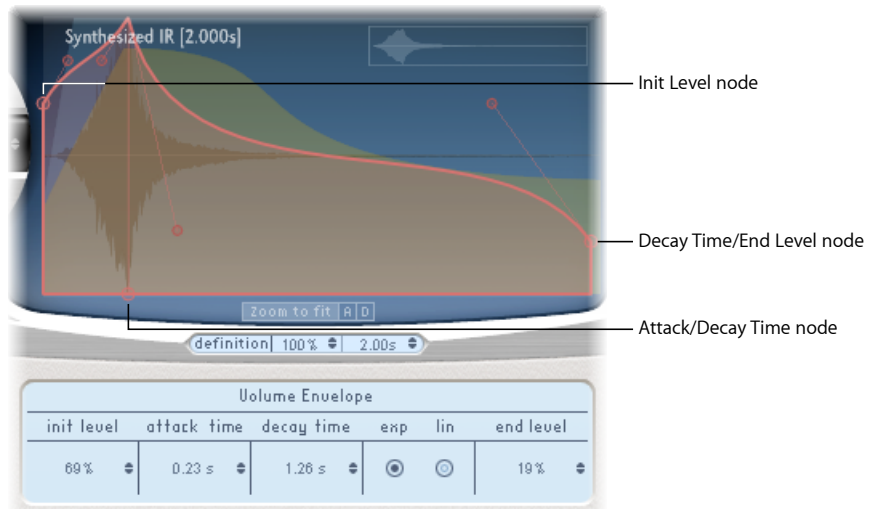 Synthesized IR [2.000s]
Init Level node
Decay Time/End Level node
Zoom to fit A D
Attack/Decay Time node
definition 100% 2.00s
Volume Envelope
init level attack time decay time exp lin end level
69% 0.23 s 1.26 s 19%